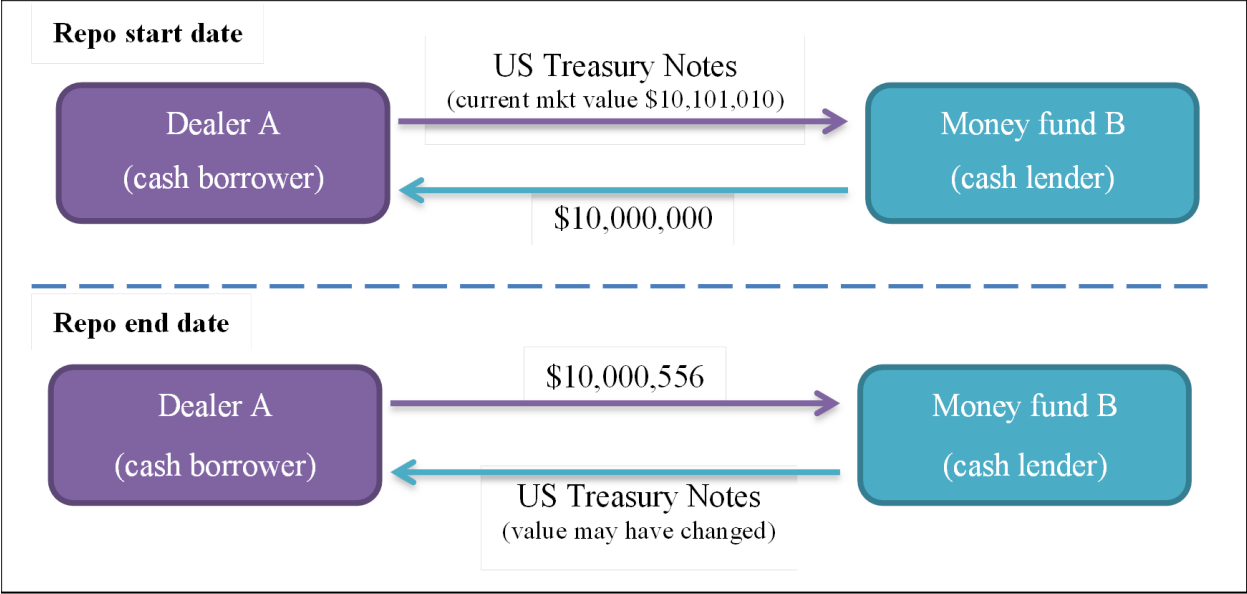 Repo start date
US Treasury Notes
(current mkt value $10,101,010)
Dealer A
(cash borrower)
Money fund B
(cash lender)
$10,000,000
Repo end date
$10,000,556
Dealer A
(cash borrower)
Money fund B
(cash lender)
US Treasury Notes
(value may have changed)